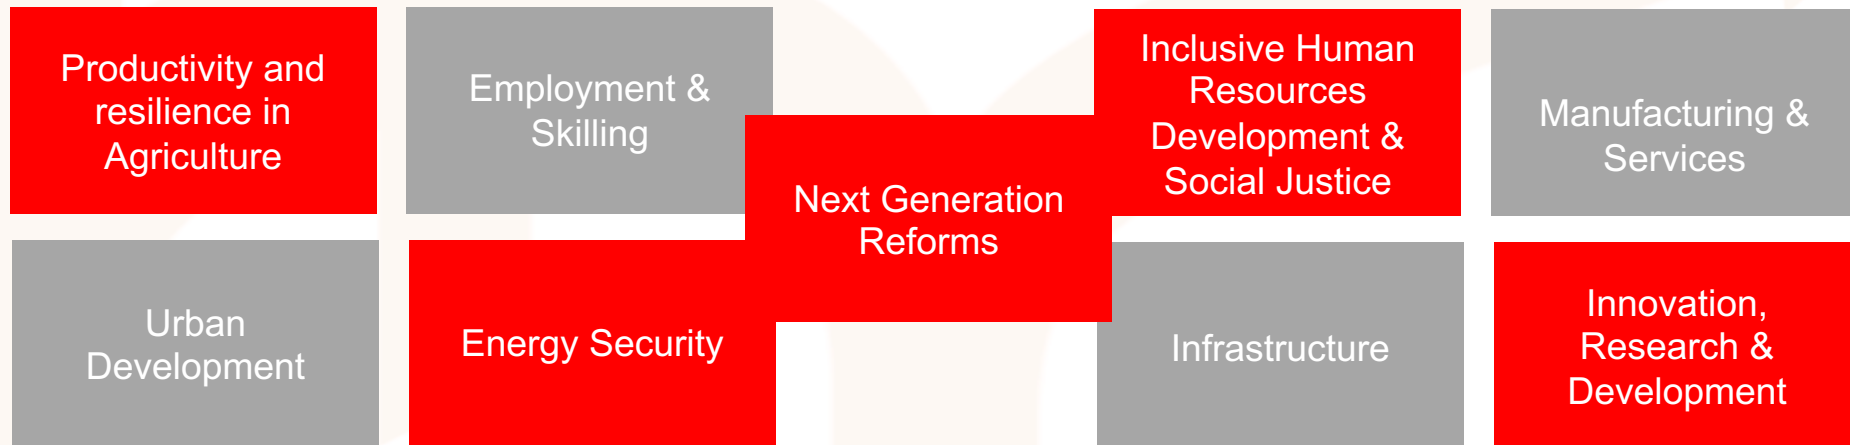 Productivity and
resilience in
Agriculture
Employment &
Skilling
Next Generation
Reforms
Inclusive Human
Resources
Development &
Social Justice
Manufacturing &
Services
Urban
Development
Energy Security
Infrastructure
Innovation,
Research &
Development